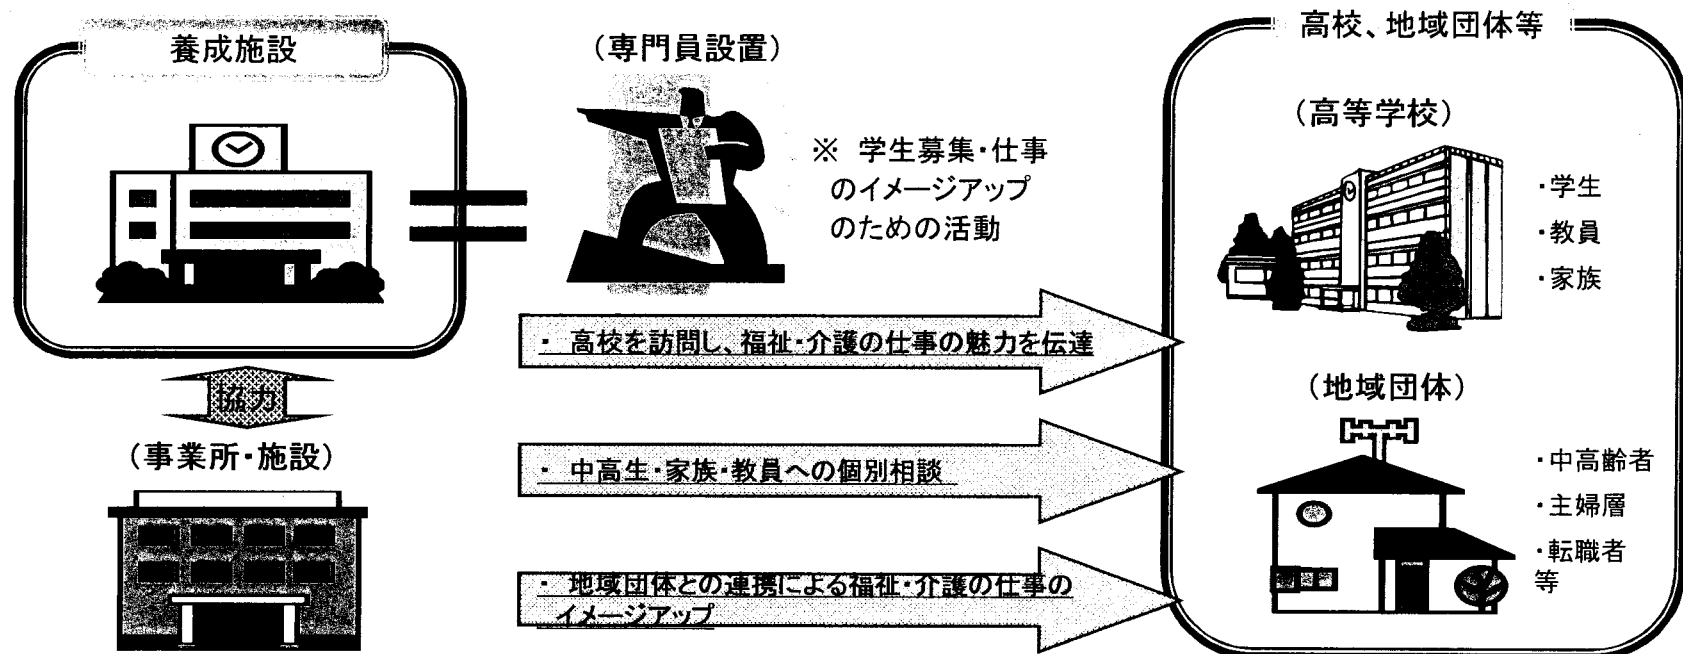 養成施設
(専門員設置)
※ 学生募集・仕事
のイメージアップ
のための活動
協力
(事業所・施設)
・ 高校を訪問し、福祉・介護の仕事の魅力を伝達
・ 中高生・家族・教員への個別相談
・ 地域団体との連携による福祉・介護の仕事の
イメージアップ
高校、地域団体等
(高等学校)
・学生
・教員
・家族
(地域団体)
・中高齢者
・主婦層
・転職者
等